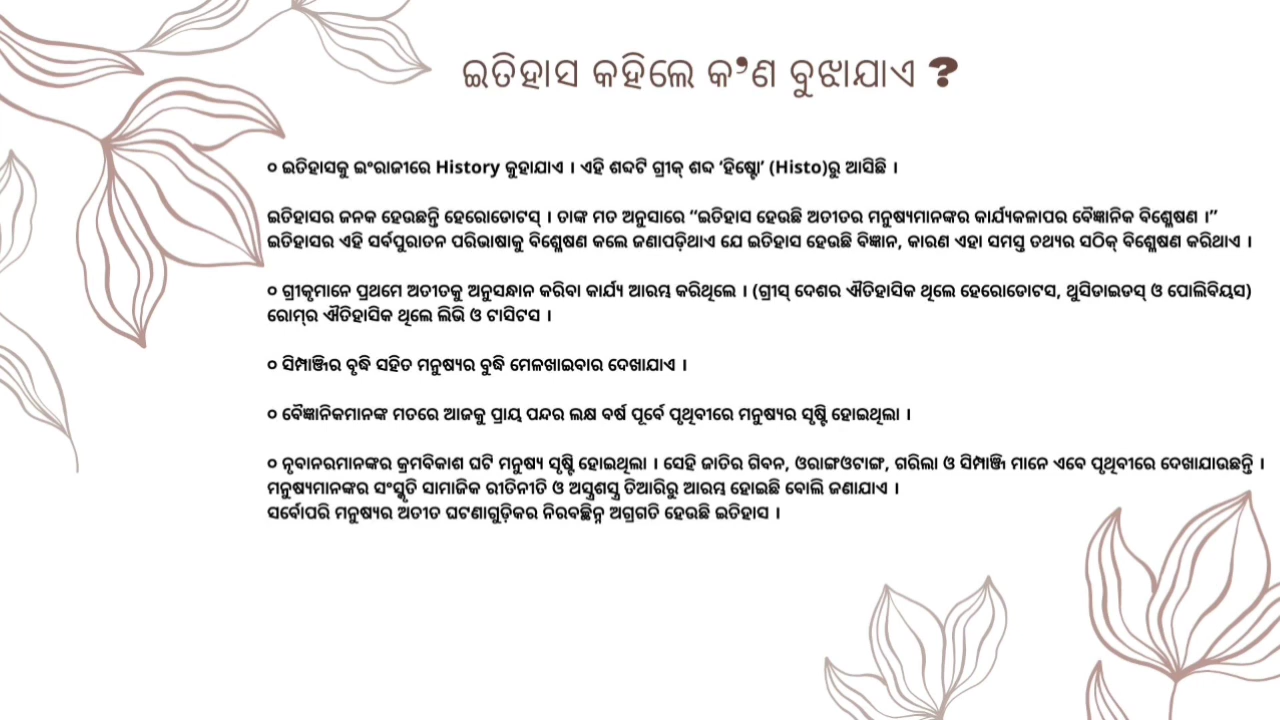 ଇତିହାସ କହିଲେ କ’ଣ ବୁଝାଯାଏ ?
୦ ଇତିହାସକୁ ଇଂରାଜୀରେ History କୁହାଯାଏ । ଏହି ଶବ୍ଦଟି ଗ୍ରୀକ୍ ଶବ୍ଦ ‘ହିଷ୍ଟୋ’ (Histo)ରୁ ଆସିଛି ।
ଇତିହାସର ଜନକ ହେଉଛନ୍ତି ହେରୋଡୋଟସ୍ । ତାଙ୍କ ମତ ଅନୁସାରେ “ଇତିହାସ ହେଉଛି ଅତୀତର ମନୁଷ୍ୟମାନଙ୍କର କାର୍ଯ୍ୟକଳାପର ବୈଜ୍ଞାନିକ ବିଶ୍ଳେଷଣ ।”
ଇତିହାସର ଏହି ସର୍ବପୁରାତନ ପରିଭାଷାକୁ ବିଶ୍ଳେଷଣ କଲେ ଜଣାପଡ଼ିଥାଏ ଯେ ଇତିହାସ ହେଉଛି ବିଜ୍ଞାନ, କାରଣ ଏହା ସମସ୍ତ ତଥ୍ୟର ସଠିକ୍ ବିଶ୍ଳେଷଣ କରିଥାଏ ।
୦ ଗ୍ରୀକ୍ମାନେ ପ୍ରଥମେ ଅତୀତକୁ ଅନୁସନ୍ଧାନ କରିବା କାର୍ଯ୍ୟ ଆରମ୍ଭ କରିଥିଲେ । (ଗ୍ରୀସ୍ ଦେଶର ଐତିହାସିକ ଥିଲେ ହେରୋଡୋଟସ, ଥୁସିଡାଇଡସ୍ ଓ ପୋଲିବିୟସ)
ରୋମ୍‌ର ଐତିହାସିକ ଥିଲେ ଲିଭି ଓ ଟାସିଟସ ।
୦ ସିମ୍ପାଞ୍ଜିର ବୃଦ୍ଧି ସହିତ ମନୁଷ୍ୟର ବୁଦ୍ଧି ମେଳଖାଇବାର ଦେଖାଯାଏ ।
୦ ବୈଜ୍ଞାନିକମାନଙ୍କ ମତରେ ଆଜକୁ ପ୍ରାୟ ପନ୍ଦର ଲକ୍ଷ ବର୍ଷ ପୂର୍ବେ ପୃଥିବୀରେ ମନୁଷ୍ୟର ସୃଷ୍ଟି ହୋଇଥିଲା ।
୦ ନୃବାନରମାନଙ୍କର କ୍ରମବିକାଶ ଘଟି ମନୁଷ୍ୟ ସୃଷ୍ଟି ହୋଇଥିଲା । ସେହି ଜାତିର ଗିବନ, ଓରାଙ୍ଗଓଟାଙ୍ଗ, ଗରିଲା ଓ ସିମ୍ପାଞ୍ଜି ମାନେ ଏବେ ପୃଥିବୀରେ ଦେଖାଯାଉଛନ୍ତି ।
ମନୁଷ୍ୟମାନଙ୍କର ସଂସ୍କୃତି ସାମାଜିକ ରୀତିନୀତି ଓ ଅସ୍ତ୍ରଶସ୍ତ୍ର ତିଆରିରୁ ଆରମ୍ଭ ହୋଇଛି ବୋଲି ଜଣାଯାଏ ।
ସର୍ବୋପରି ମନୁଷ୍ୟର ଅତୀତ ଘଟଣାଗୁଡ଼ିକର ନିରବଚ୍ଛିନ୍ନ ଅଗ୍ରଗତି ହେଉଛି ଇତିହାସ ।